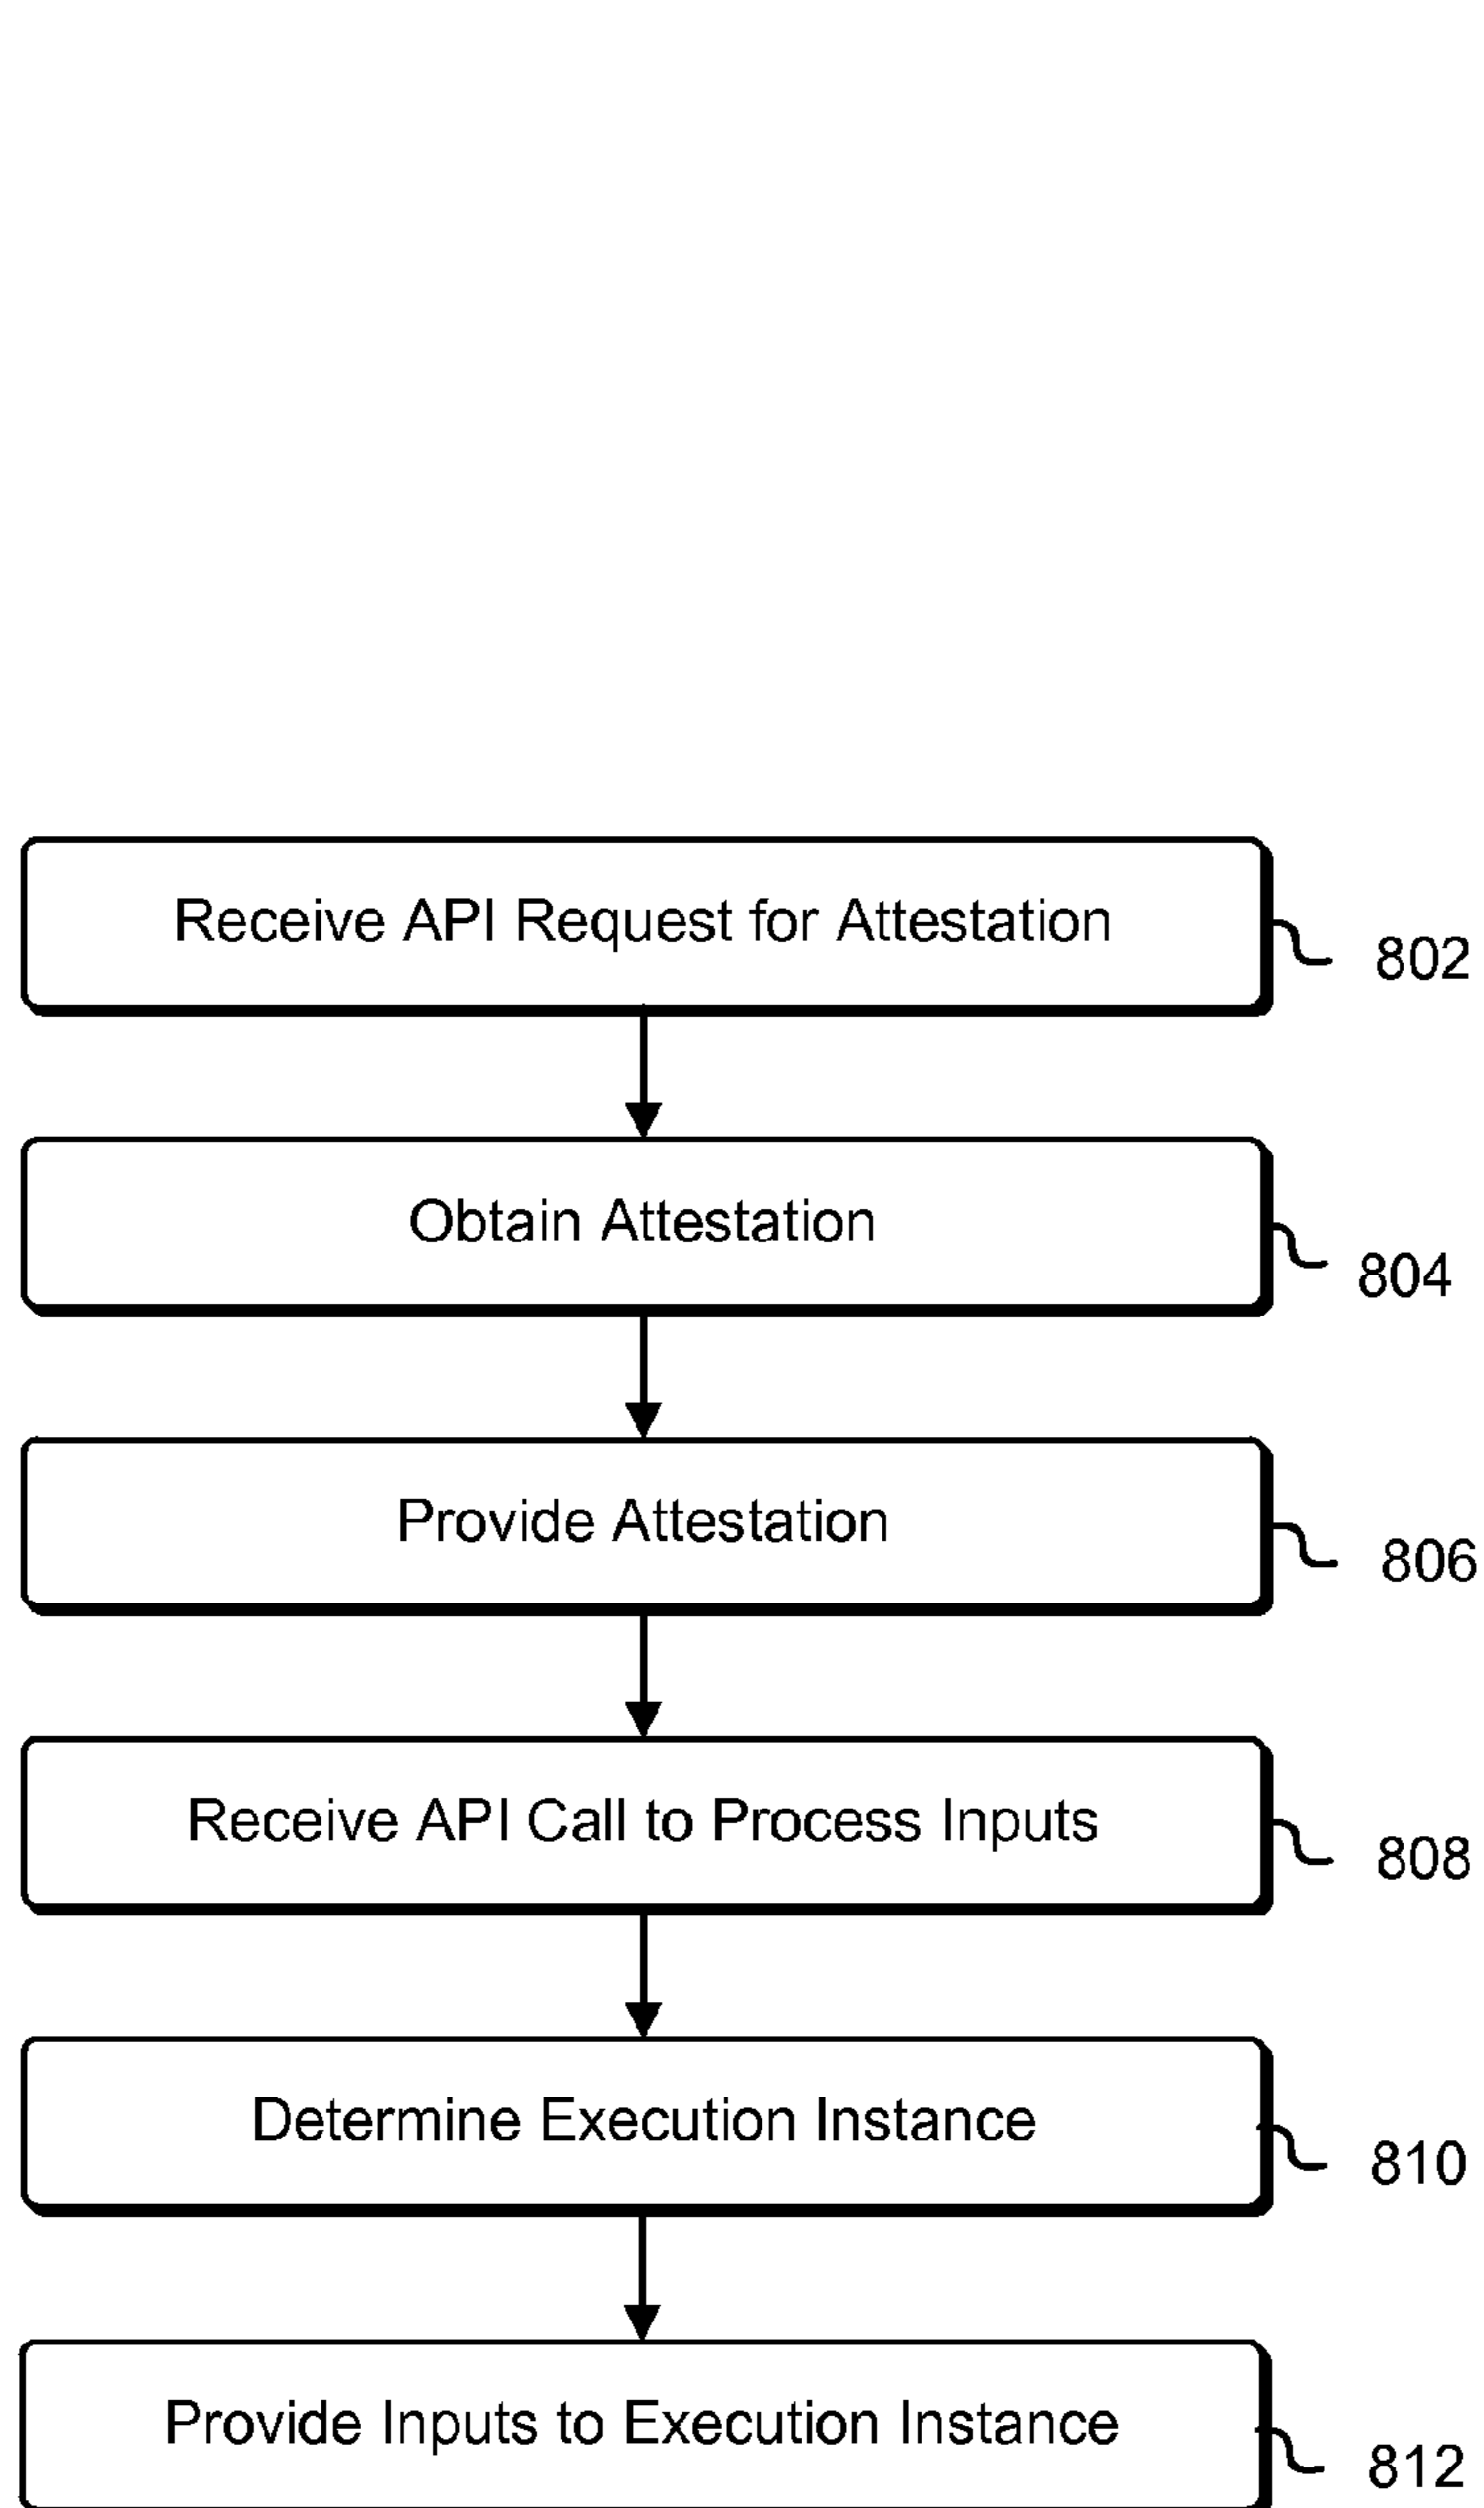 Receive API Request for Attestation
802
Obtain Attestation
804
Provide Attestation
806
Receive API Call to Process Inputs
808
Determine Execution Instance
810
Provide Inputs to Execution Instance
812